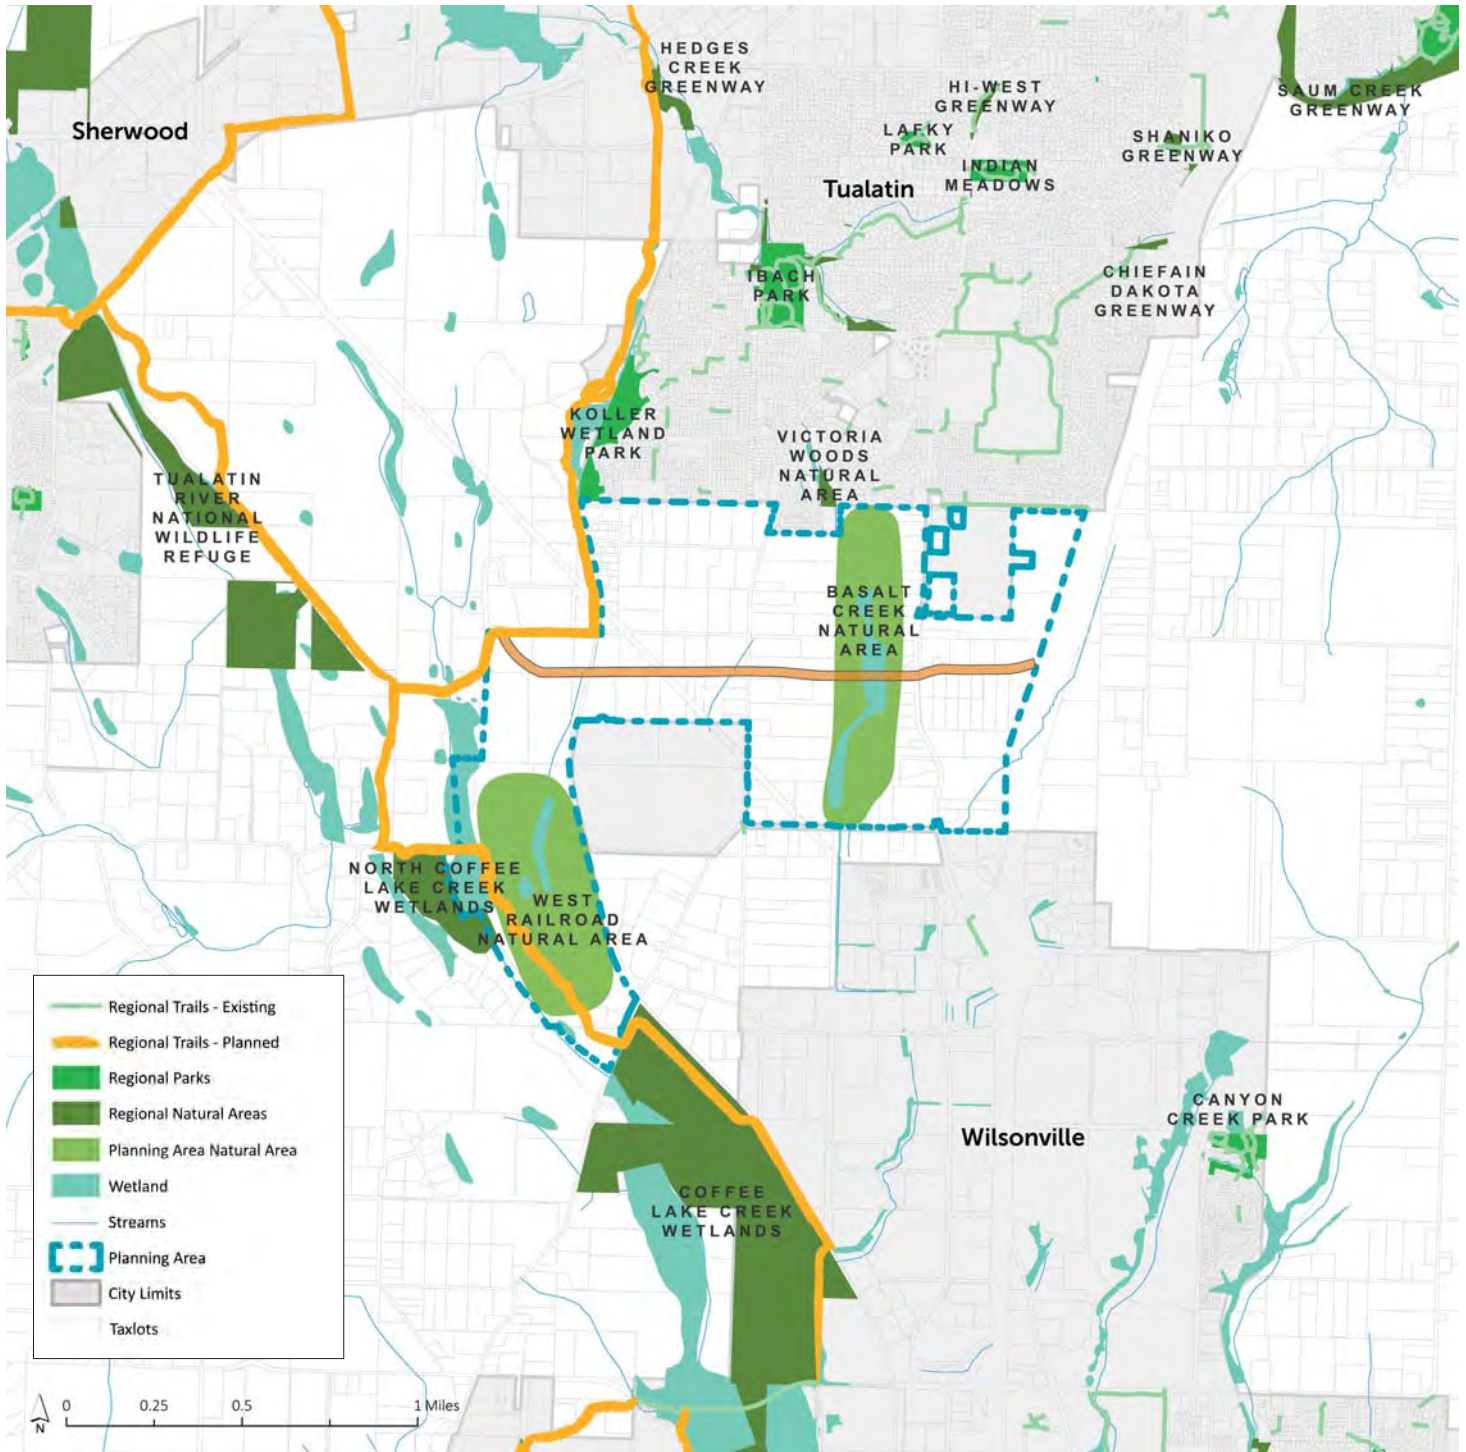 HEDGES
CREEK
GREENWAY
HI-WEST
GREENWAY
SAUM CREEK
GREENWAY
Sherwood
LAFKY
PARK
SHANIKO
GREENWAY
INDIAN
MEADOWS
Tualatin
IBACH
PARK
CHIEFAIN
DAKOTA
GREENWAY
KOLLER
WETLAND
PARK
VICTORIA
WOODS
NATURAL
AREA
TUALATIN
RIVER
NATIONAL
WILDLIFE
REFUGE
BASALT
CREEK
NATURAL
AREA
NORTH COFFEE
LAKE CREEK
WETLANDS
WEST
RAILROAD
NATURAL AREA
CANYON
CREEK PARK
Wilsonville
COFFEE
LAKE CREEK
WETLANDS
Regional Trails - Existing
Regional Trails - Planned
Regional Parks
Regional Natural Areas
Planning Area Natural Area
Wetland
Streams
Planning Area
City Limits
Taxlots
N
0 0.25 0.5 1 Miles